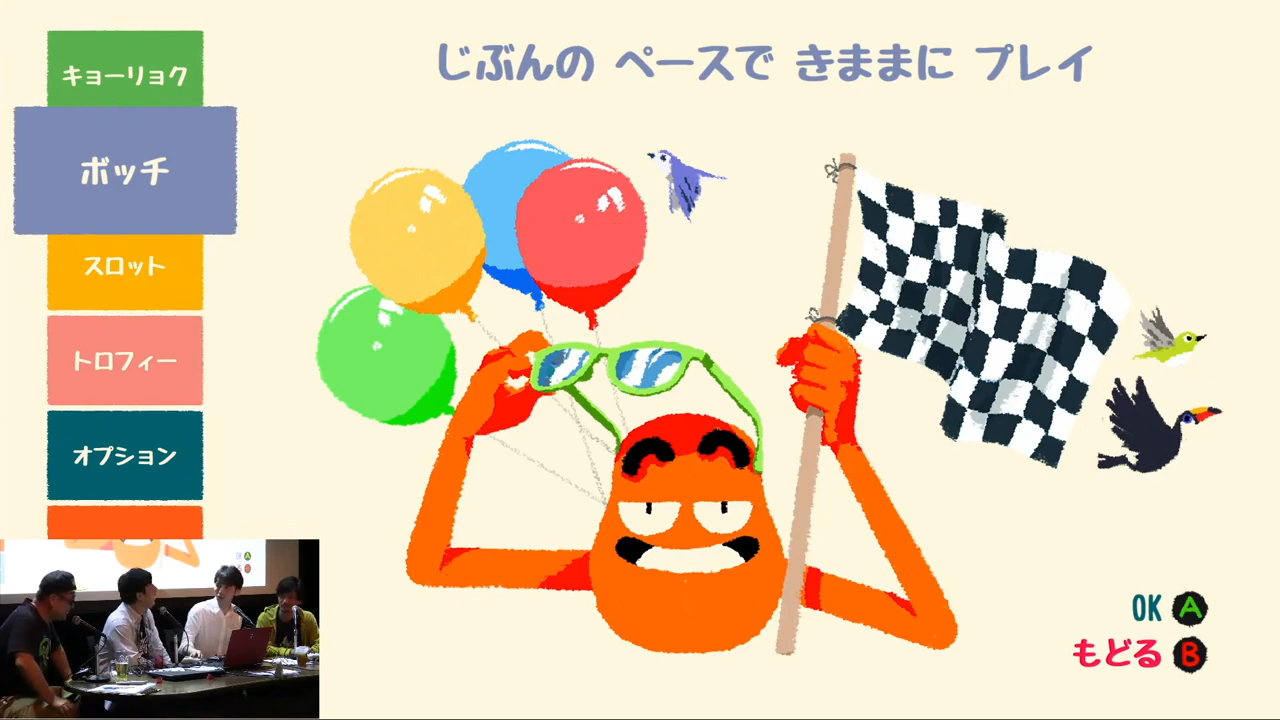 じぶんの ペースで きままに プレイ
キョーリョク
ボッチ
スロット
トロフィー
オプション
OK A
もどる B